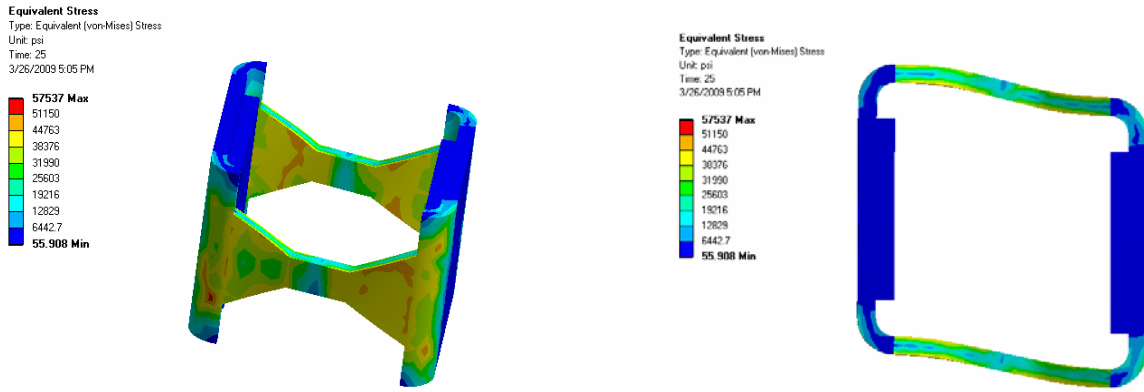 Equivalent Stress
Type: Equivalent (von-Mises) Stress
Unit: psi
Time: 25
3/26/2009 5:05 PM
57537 Max
51150
44763
38376
31990
25603
19216
12829
6442.7
55.908 Min
Equivalent Stress
Type: Equivalent (von-Mises) Stress
Unit: psi
Time: 25
3/26/2009 5:05 PM
57537 Max
51150
44763
38376
31990
25603
19216
12829
6442.7
55.908 Min